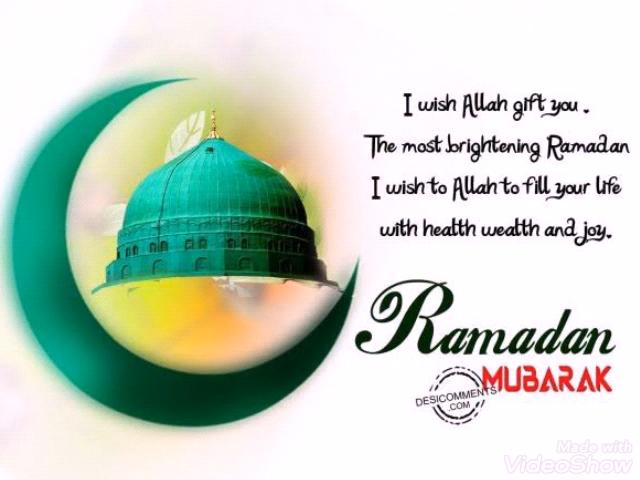 I wish Allah gift you .
The most brightening Ramadan
I wish to Allah to fill your life
with health wealth and joy.
Ramadan
MUBARAK
DESICOMMENTS
.COM
Made with
VideoShow